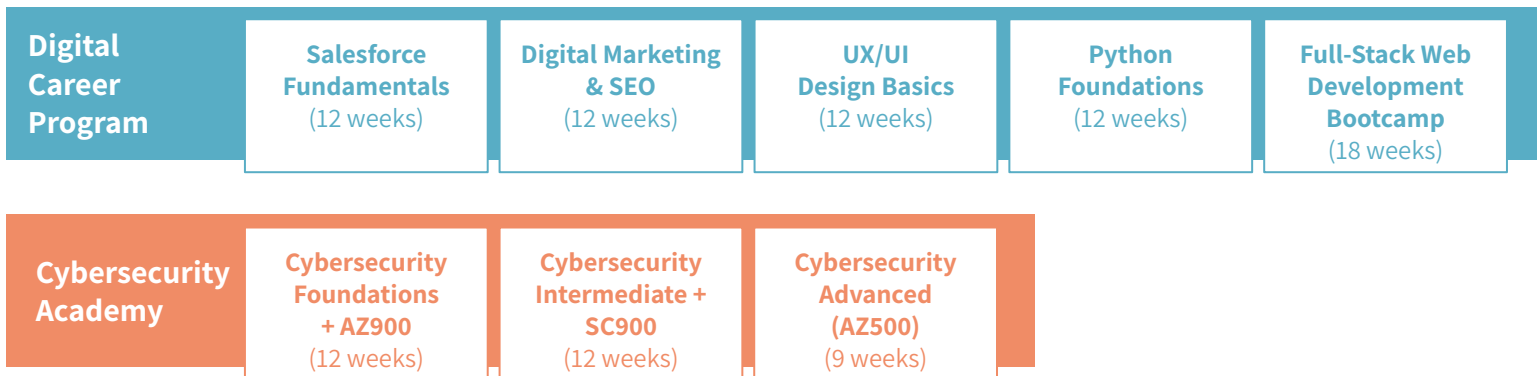 Digital
Career
Program
Salesforce
Fundamentals
(12 weeks)
Digital Marketing
& SEO
(12 weeks)
UX/UI
Design Basics
(12 weeks)
Python
Foundations
(12 weeks)
Full-Stack Web
Development
Bootcamp
(18 weeks)
Cybersecurity
Academy
Cybersecurity
Foundations
+ AZ900
(12 weeks)
Cybersecurity
Intermediate +
SC900
(12 weeks)
Cybersecurity
Advanced
(AZ500)
(9 weeks)